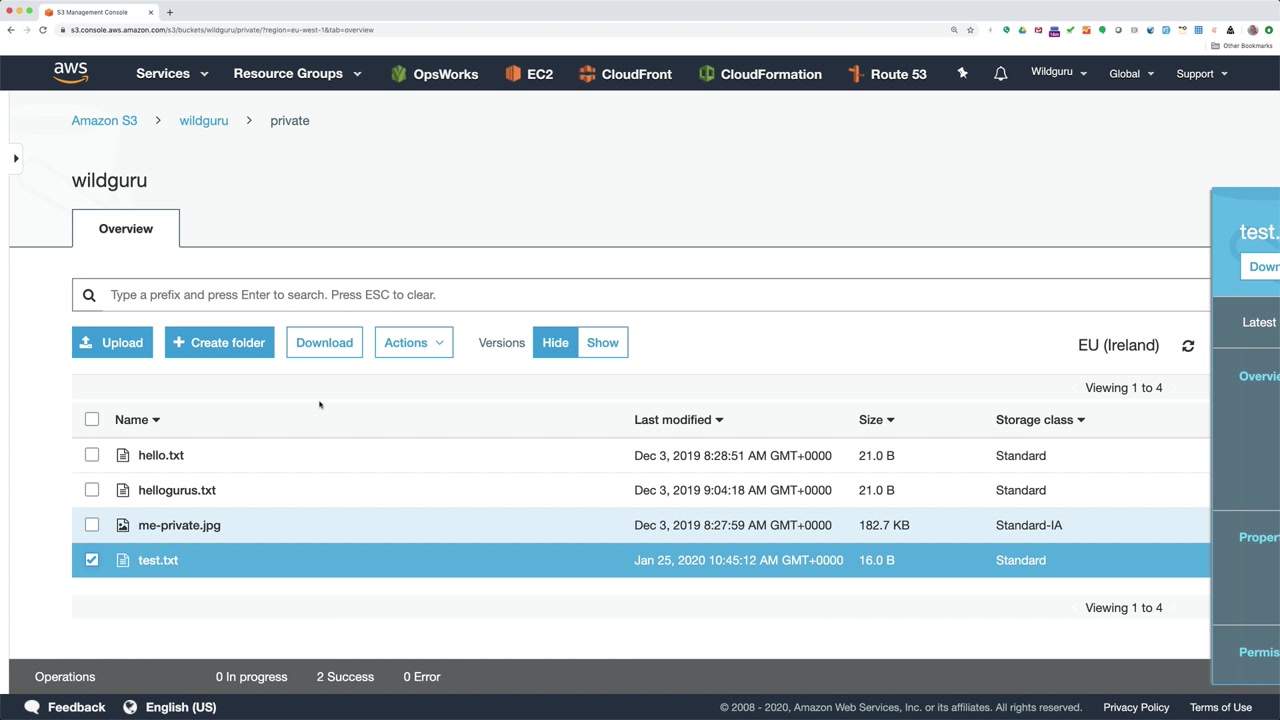 S3 Management Console
s3.console.aws.amazon.com/s3/buckets/wildguru/private/?region=eu-west-1&tab=overview
Other Bookmarks
aws Services Resource Groups OpsWorks EC2 CloudFront CloudFormation Route 53 Wildguru Global Support
Amazon S3 > wildguru > private
wildguru
Overview
Type a prefix and press Enter to search. Press ESC to clear.
Upload Create folder Download Actions Versions Hide Show
EU (Ireland)
Viewing 1 to 4
Name Last modified Size Storage class
hello.txt Dec 3, 2019 8:28:51 AM GMT+0000 21.0 B Standard
hellogurus.txt Dec 3, 2019 9:04:18 AM GMT+0000 21.0 B Standard
me-private.jpg Dec 3, 2019 8:27:59 AM GMT+0000 182.7 KB Standard-IA
test.txt Jan 25, 2020 10:45:12 AM GMT+0000 16.0 B Standard
Viewing 1 to 4
test.
Down
Latest
Overvie
Proper
Permis
Operations 0 In progress 2 Success 0 Error
Feedback English (US) © 2008 - 2020, Amazon Web Services, Inc. or its affiliates. All rights reserved. Privacy Policy Terms of Use